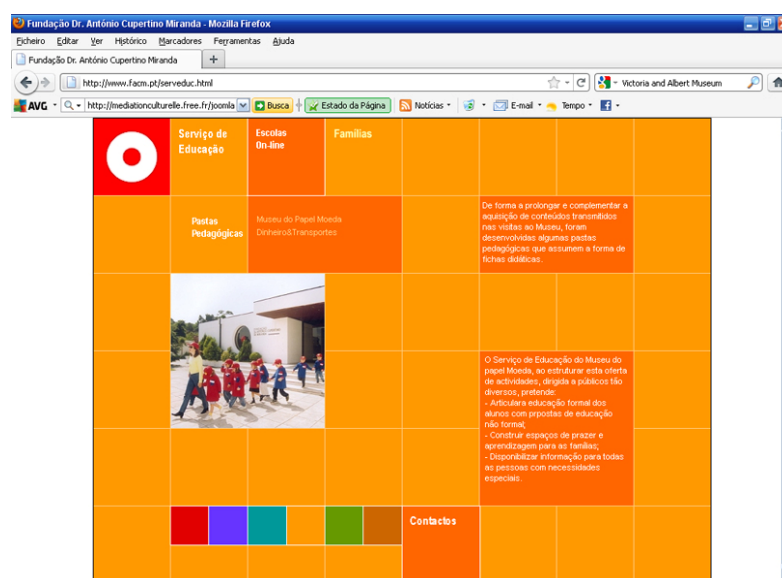 Fundação Dr. António Cupertino Miranda - Mozilla Firefox
Ficheiro Editar Ver Histórico Marcadores Ferramentas Ajuda
Fundação Dr. António Cupertino Miranda
http://www.facm.pt/serveduc.html
Victoria and Albert Museum
AVG
http://mediationculturelle.free.fr/joomla
Busca
Estado da Página
Notícias
E-mail
Tempo
Serviço de
Educação
Escolas
On-line
Famílias
Pastas
Pedagógicas
Museu do Papel Moeda
Dinheiro&Transportes
De forma a prolongar e complementar a
aquisição de conteúdos transmitidos
nas visitas ao Museu, foram
desenvolvidas algumas pastas
pedagógicas que assumem a forma de
fichas didáticas.
O Serviço de Educação do Museu do
papel Moeda, ao estruturar esta oferta
de actividades, dirigida a públicos tão
diversos, pretende:
- Articulara educação formal dos
alunos com prpostas de educação
não formal;
- Construir espaços de prazer e
aprendizagem para as famílias;
- Disponibilizar informação para todas
as pessoas com necessidades
especiais.
Contactos